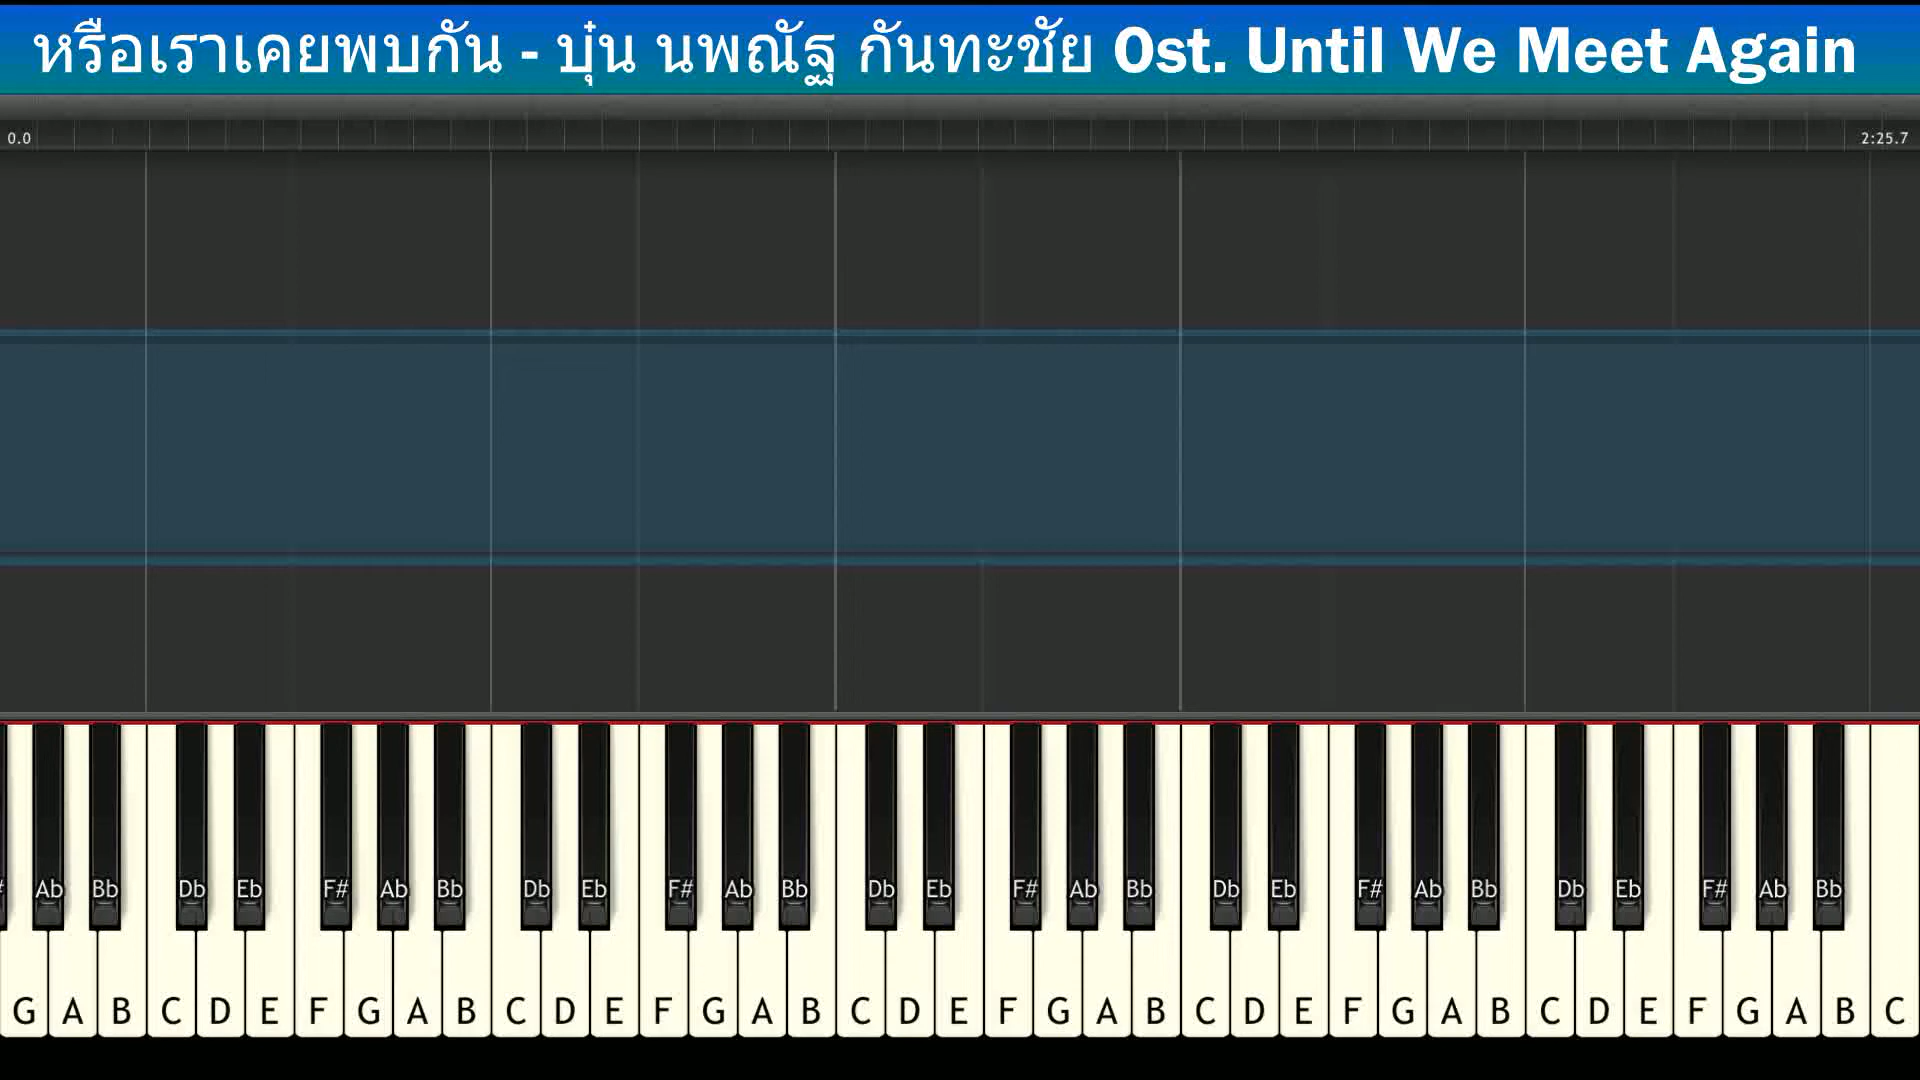 หรือเราเคยพบกัน - บุ๋น นพณัฐ กันทะชัย Ost. Until We Meet Again
0.0 2:25.7
Ab Bb Db Eb F# Ab Bb Db Eb F# Ab Bb Db Eb F# Ab Bb Db Eb F# Ab Bb Db Eb F# Ab Bb
G A B C D E F G A B C D E F G A B C D E F G A B C D E F G A B C D E F G A B C